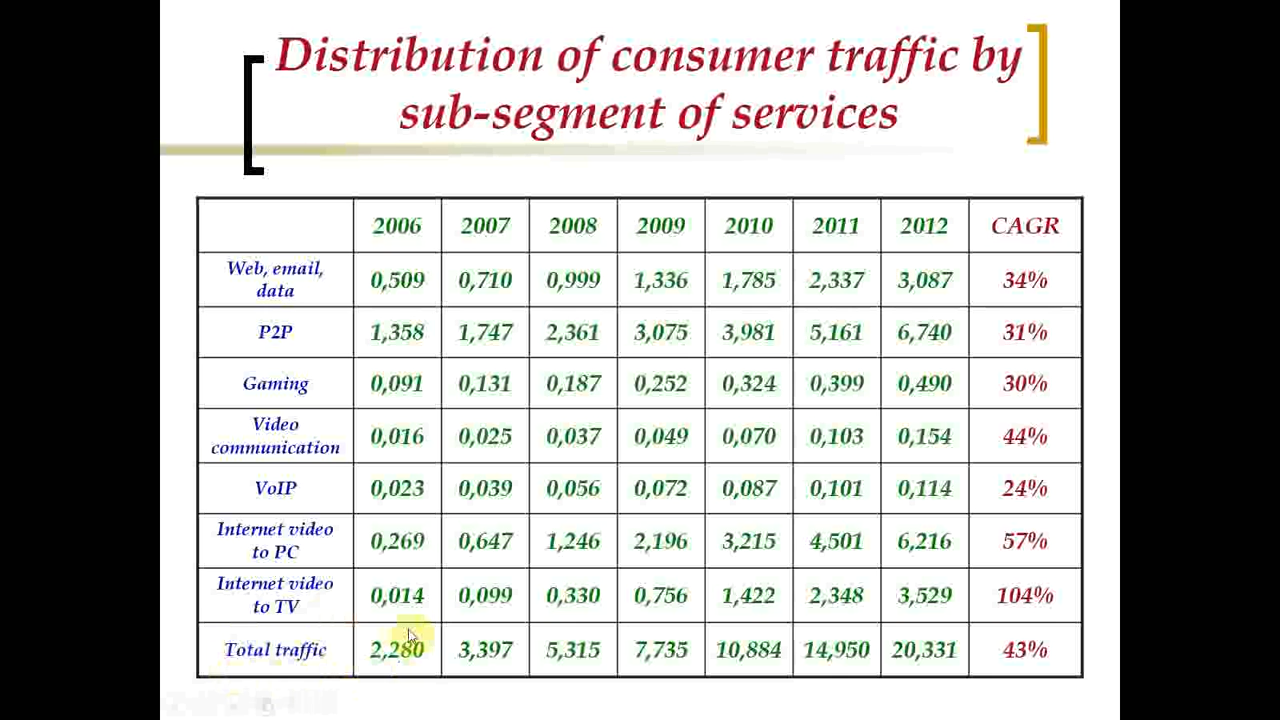 Distribution of consumer traffic by
sub-segment of services
2006 2007 2008 2009 2010 2011 2012 CAGR
Web, email,
data 0,509 0,710 0,999 1,336 1,785 2,337 3,087 34%
P2P 1,358 1,747 2,361 3,075 3,981 5,161 6,740 31%
Gaming 0,091 0,131 0,187 0,252 0,324 0,399 0,490 30%
Video
communication 0,016 0,025 0,037 0,049 0,070 0,103 0,154 44%
VoIP 0,023 0,039 0,056 0,072 0,087 0,101 0,114 24%
Internet video
to PC 0,269 0,647 1,246 2,196 3,215 4,501 6,216 57%
Internet video
to TV 0,014 0,099 0,330 0,756 1,422 2,348 3,529 104%
Total traffic 2,280 3,397 5,315 7,735 10,884 14,950 20,331 43%